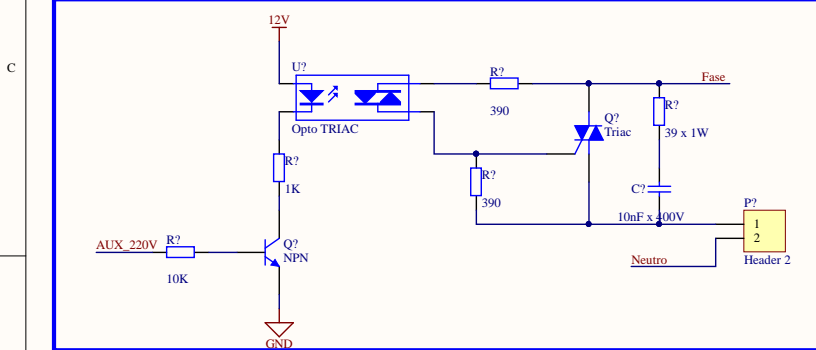 12V
C
U?
Opto TRIAC
R?
390
Fase
Q?
Triac
R?
39 x 1W
R?
1K
R?
390
C?
10nF x 400V
P?
1
2
Header 2
Neutro
AUX_220V
R?
10K
Q?
NPN
GND